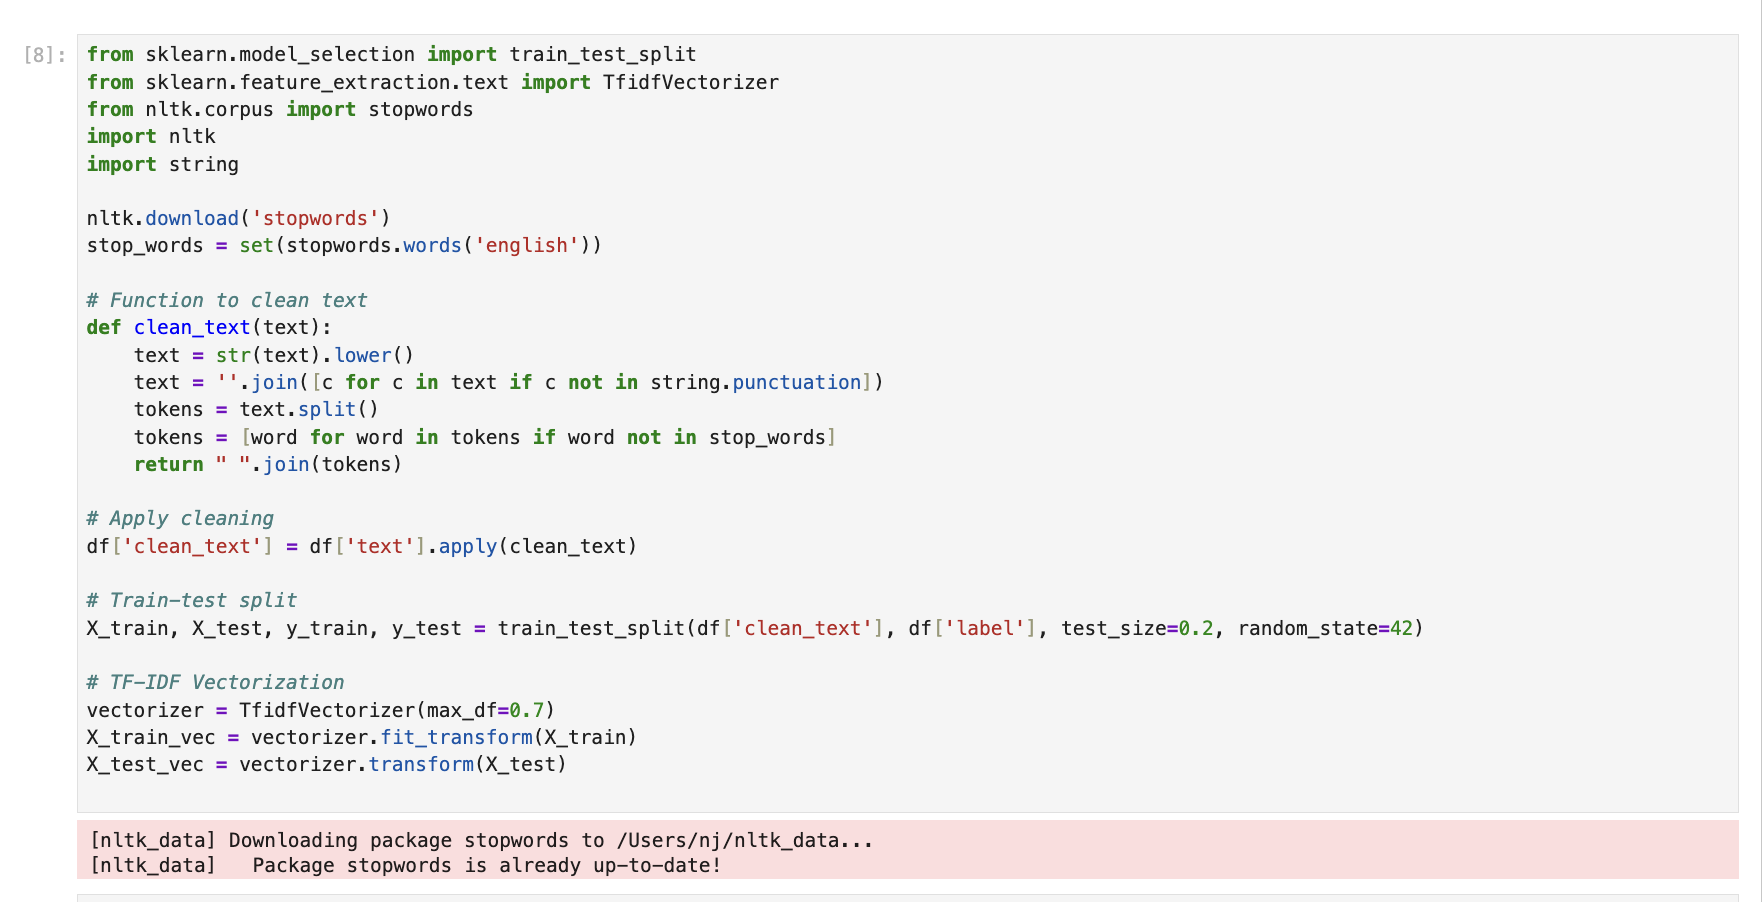 [8]:
from sklearn.model_selection import train_test_split
from sklearn.feature_extraction.text import TfidfVectorizer
from nltk.corpus import stopwords
import nltk
import string
nltk.download('stopwords')
stop_words = set(stopwords.words('english'))
# Function to clean text
def clean_text(text):
    text = str(text).lower()
    text = ''.join([c for c in text if c not in string.punctuation])
    tokens = text.split()
    tokens = [word for word in tokens if word not in stop_words]
    return " ".join(tokens)
# Apply cleaning
df['clean_text'] = df['text'].apply(clean_text)
# Train-test split
X_train, X_test, y_train, y_test = train_test_split(df['clean_text'], df['label'], test_size=0.2, random_state=42)
# TF-IDF Vectorization
vectorizer = TfidfVectorizer(max_df=0.7)
X_train_vec = vectorizer.fit_transform(X_train)
X_test_vec = vectorizer.transform(X_test)
[nltk_data] Downloading package stopwords to /Users/nj/nltk_data...
[nltk_data]   Package stopwords is already up-to-date!